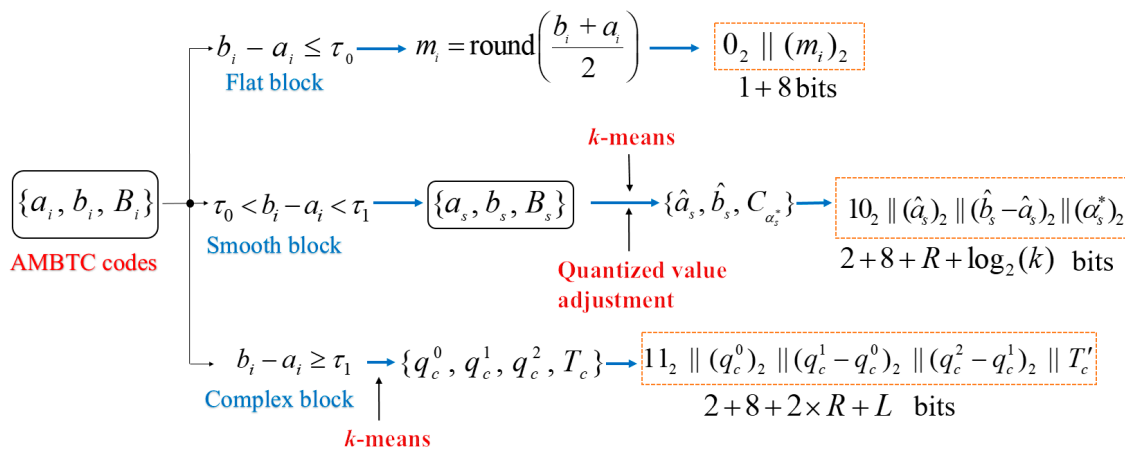 b_i − a_i ≤ τ_0
m_i = round((b_i + a_i)/2)
0_2 || (m_i)_2
Flat block
1 + 8 bits
k-means
{a_i, b_i, B_i}
τ_0 < b_i − a_i < τ_1
{a_s, b_s, B_s}
{â_s, b̂_s, C_{α_s^*}}
10_2 || (â_s)_2 || (b̂_s − â_s)_2 || (α_s^*)_2
AMBTC codes
Smooth block
Quantized value
adjustment
2 + 8 + R + log_2(k) bits
b_i − a_i ≥ τ_1
{q_c^0, q_c^1, q_c^2, T_c}
11_2 || (q_c^0)_2 || (q_c^1 − q_c^0)_2 || (q_c^2 − q_c^1)_2 || T_c′
Complex block
2 + 8 + 2 × R + L bits
k-means